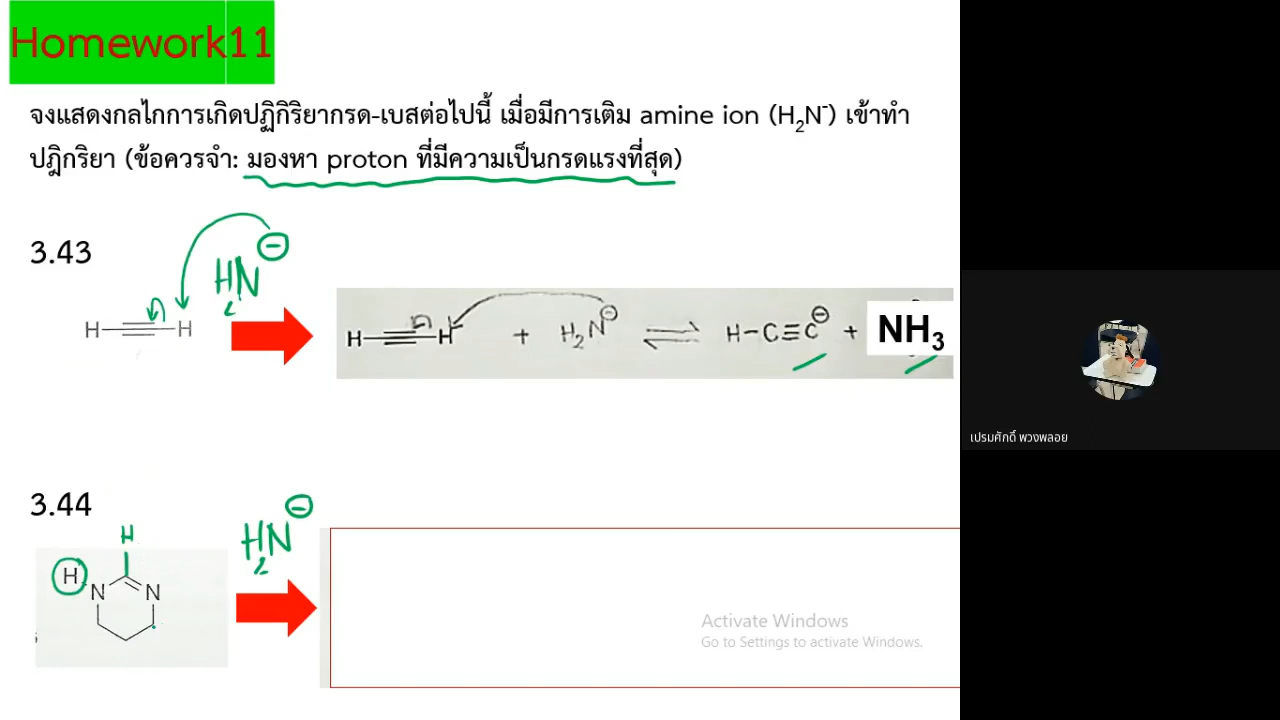 Homework11
จงแสดงกลไกการเกิดปฏิกิริยากรด-เบสต่อไปนี้ เมื่อมีการเติม amine ion (H₂N⁻) เข้าทำ
ปฏิกริยา (ข้อควรจำ: มองหา proton ที่มีความเป็นกรดแรงที่สุด)
3.43
H₂N⊖
H≡H
H≡H + H₂N⊖ ⇌ H-C≡C⊖ + NH₃
เปรมศักดิ์ พวงพลอย
3.44
H₂N⊖
H
H
N N
Activate Windows
Go to Settings to activate Windows.